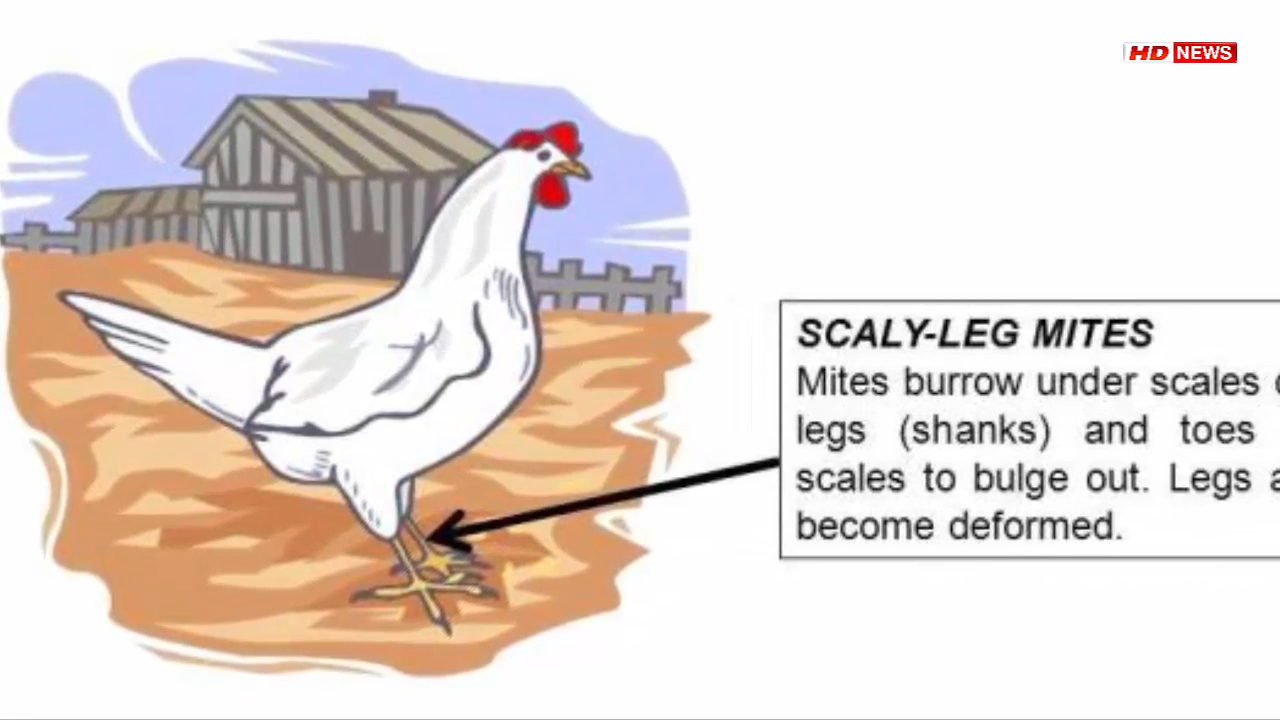 HD NEWS
SCALY-LEG MITES
Mites burrow under scales
legs (shanks) and toes
scales to bulge out. Legs
become deformed.